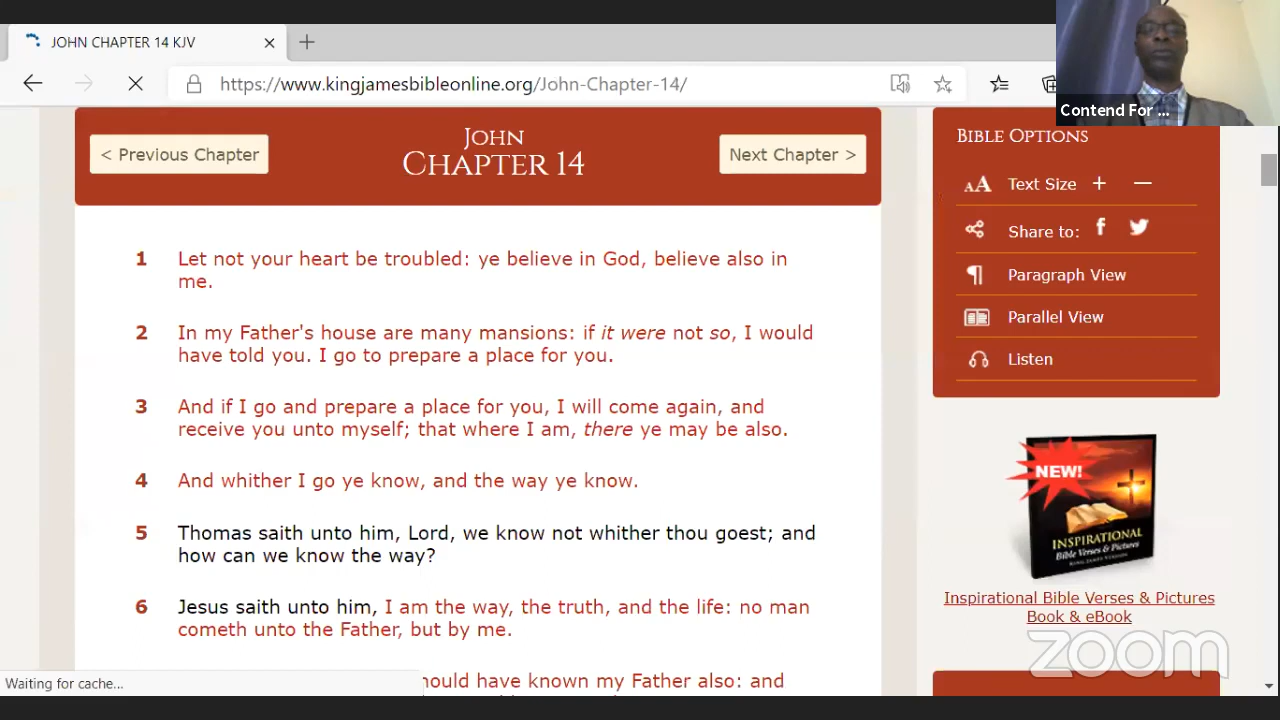 JOHN CHAPTER 14 KJV
https://www.kingjamesbibleonline.org/John-Chapter-14/
Contend For ...
< Previous Chapter
JOHN
CHAPTER 14
Next Chapter >
1 Let not your heart be troubled: ye believe in God, believe also in
me.
2 In my Father's house are many mansions: if it were not so, I would
have told you. I go to prepare a place for you.
3 And if I go and prepare a place for you, I will come again, and
receive you unto myself; that where I am, there ye may be also.
4 And whither I go ye know, and the way ye know.
5 Thomas saith unto him, Lord, we know not whither thou goest; and
how can we know the way?
6 Jesus saith unto him, I am the way, the truth, and the life: no man
cometh unto the Father, but by me.
hould have known my Father also: and
BIBLE OPTIONS
AA Text Size + —
Share to:
Paragraph View
Parallel View
Listen
NEW!
INSPIRATIONAL
Bible Verses & Pictures
KING JAMES VERSION
Inspirational Bible Verses & Pictures
Book & eBook
zoom
Waiting for cache...